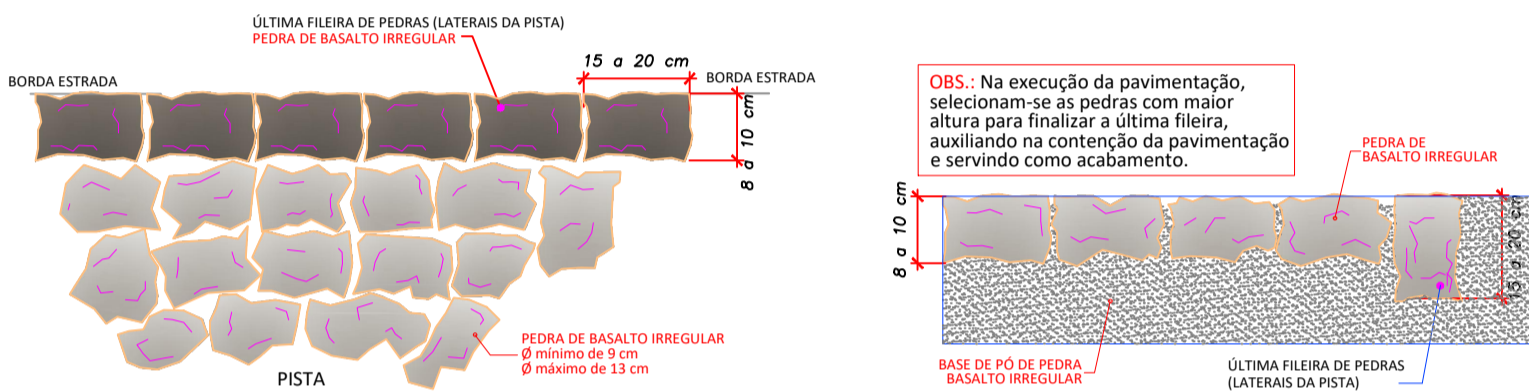 ÚLTIMA FILEIRA DE PEDRAS (LATERAIS DA PISTA)
PEDRA DE BASALTO IRREGULAR
15 a 20 cm
BORDA ESTRADA
BORDA ESTRADA
8 a 10 cm
PEDRA DE BASALTO IRREGULAR
Ø mínimo de 9 cm
Ø máximo de 13 cm
PISTA
OBS.: Na execução da pavimentação,
selecionam-se as pedras com maior
altura para finalizar a última fileira,
auxiliando na contenção da pavimentação
e servindo como acabamento.
PEDRA DE
BASALTO IRREGULAR
8 a 10 cm
15 a 20 cm
BASE DE PÓ DE PEDRA
BASALTO IRREGULAR
ÚLTIMA FILEIRA DE PEDRAS
(LATERAIS DA PISTA)